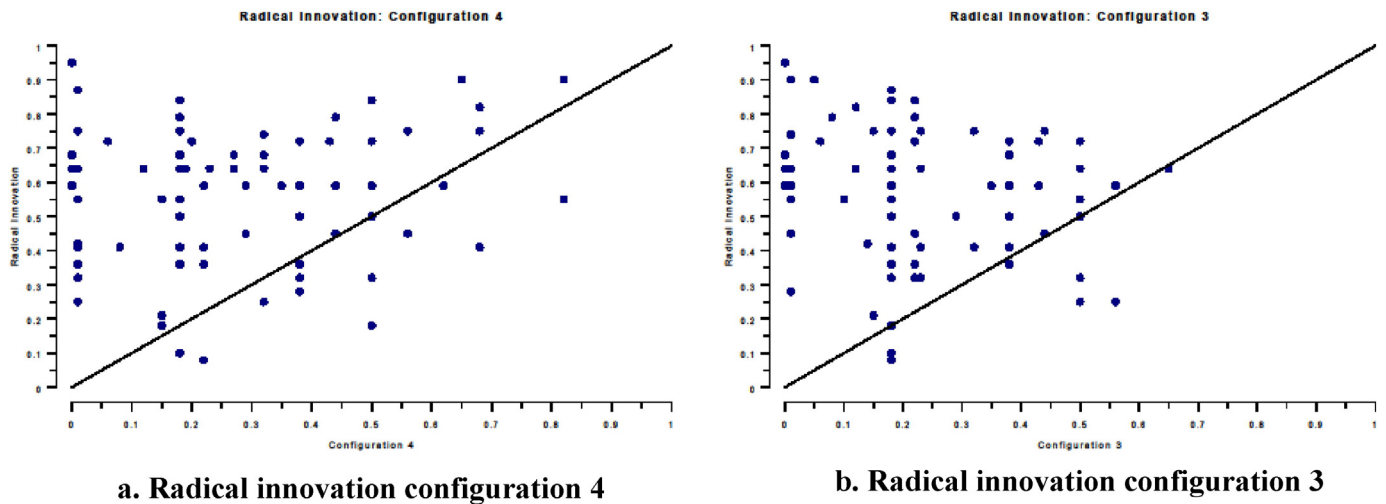 Radical Innovation: Configuration 4
1
0.9
0.8
0.7
0.6
0.5
0.4
0.3
0.2
0.1
0
Radical Innovation
0 0.1 0.2 0.3 0.4 0.5 0.6 0.7 0.8 0.9 1
Configuration 4
a. Radical innovation configuration 4
Radical Innovation: Configuration 3
1
0.9
0.8
0.7
0.6
0.5
0.4
0.3
0.2
0.1
0
Radical Innovation
0 0.1 0.2 0.3 0.4 0.5 0.6 0.7 0.8 0.9 1
Configuration 3
b. Radical innovation configuration 3